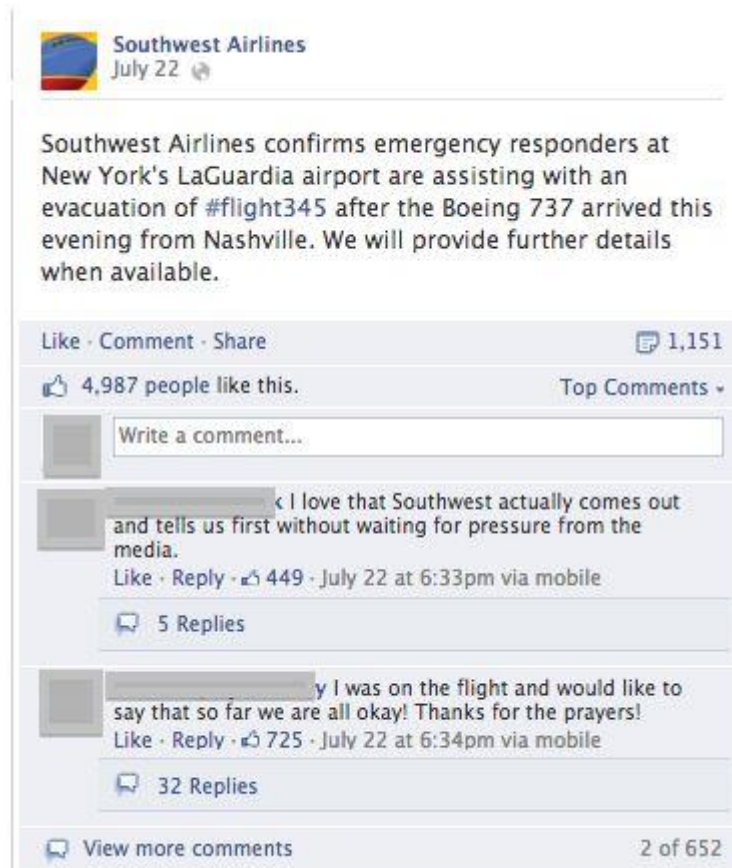 Southwest Airlines
July 22
Southwest Airlines confirms emergency responders at
New York's LaGuardia airport are assisting with an
evacuation of #flight345 after the Boeing 737 arrived this
evening from Nashville. We will provide further details
when available.
Like · Comment · Share 1,151
4,987 people like this. Top Comments
Write a comment...
k I love that Southwest actually comes out
and tells us first without waiting for pressure from the
media.
Like · Reply · 449 · July 22 at 6:33pm via mobile
5 Replies
y I was on the flight and would like to
say that so far we are all okay! Thanks for the prayers!
Like · Reply · 725 · July 22 at 6:34pm via mobile
32 Replies
View more comments 2 of 652